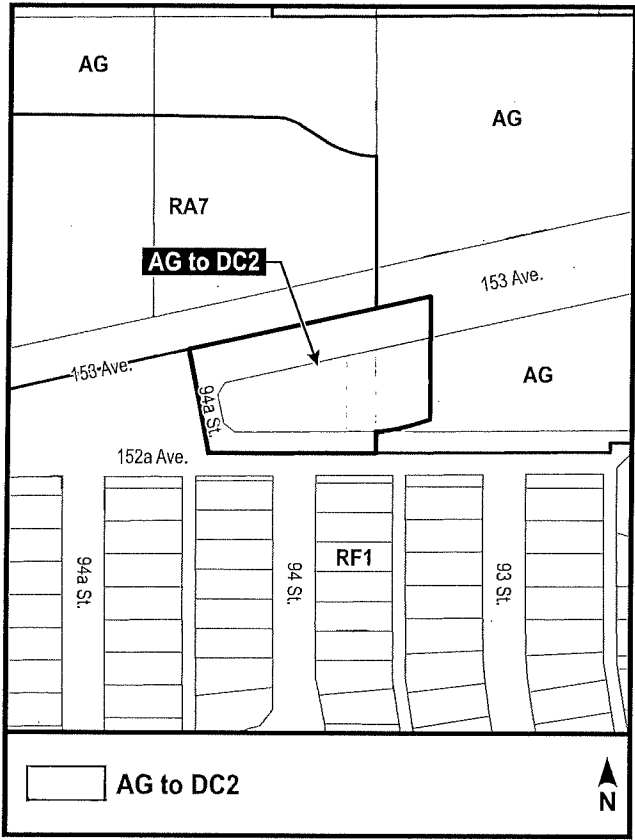 AG
AG
RA7
AG to DC2
153 Ave.
153 Ave.
AG
94a St.
152a Ave.
94a St.
94 St.
RF1
93 St.
AG to DC2
N